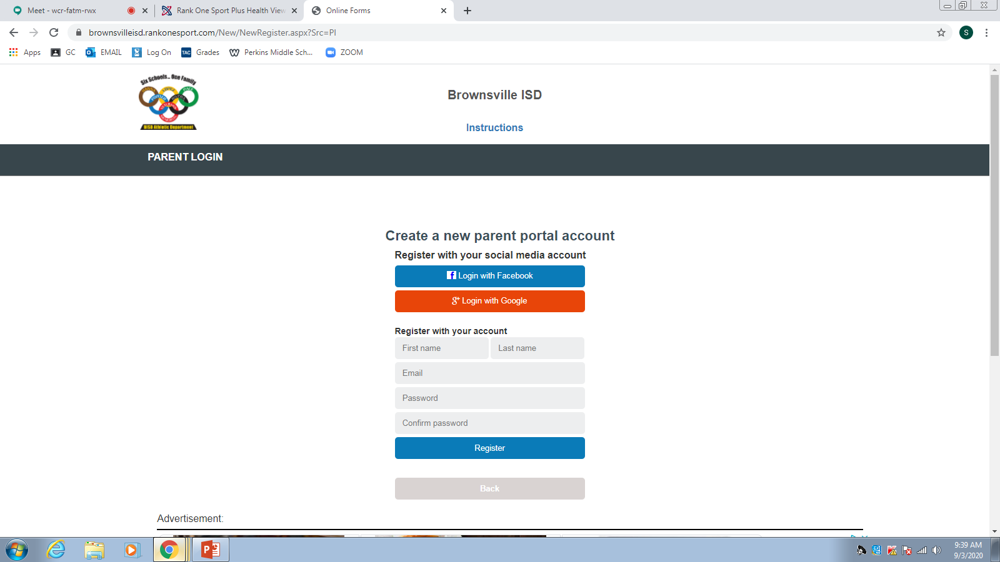 Meet - wcr-fatm-rwx
Rank One Sport Plus Health View
Online Forms
brownsvilleisd.rankonesport.com/New/NewRegister.aspx?Src=PI
S
Apps GC EMAIL Log On TAC Grades Perkins Middle Sch... ZOOM
Six Schools.. One Family
BISD Athletic Department
Brownsville ISD
Instructions
PARENT LOGIN
Create a new parent portal account
Register with your social media account
Login with Facebook
Login with Google
Register with your account
First name Last name
Email
Password
Confirm password
Register
Back
Advertisement:
9:39 AM
9/3/2020